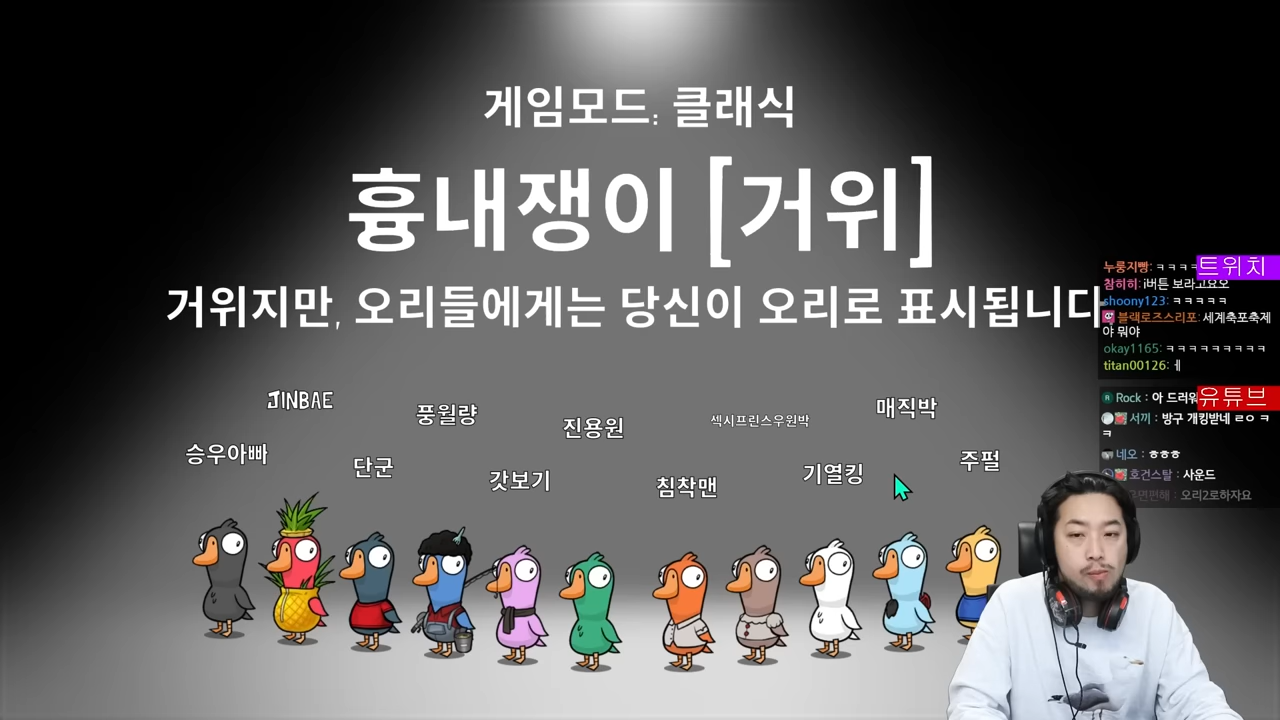 게임모드: 클래식
흉내쟁이 [거위]
거위지만, 오리들에게는 당신이 오리로 표시됩니다
JINBAE
풍월량
진용원
섹시프린스우원박
매직박
승우아빠
단군
갓보기
침착맨
기열킹
주펄
트위치
누룽지빵: ㅋㅋㅋㅋ
참히히: i버튼 보라고요오
shoony123: ㅋㅋㅋㅋㅋ
블랙로즈스리포: 세계축포축제
야 뭐야
okay1165: ㅋㅋㅋㅋㅋㅋㅋㅋㅋ
titan00126: ㅔ
유튜브
Rock : 아 드러워
서끼 : 방구 개킹받네 ㄹㅇ ㅋ
ㅋ
네오 : ㅎㅎㅎ
호건스탈 : 사운드
: 오리2로하자요